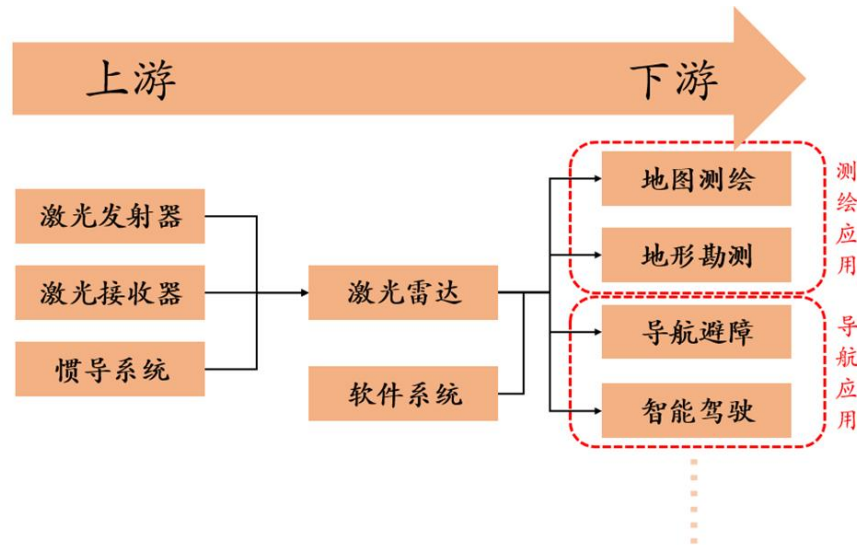 上游
下游
激光发射器
激光接收器
惯导系统
激光雷达
软件系统
地图测绘
地形勘测
导航避障
智能驾驶
测绘应用
导航应用